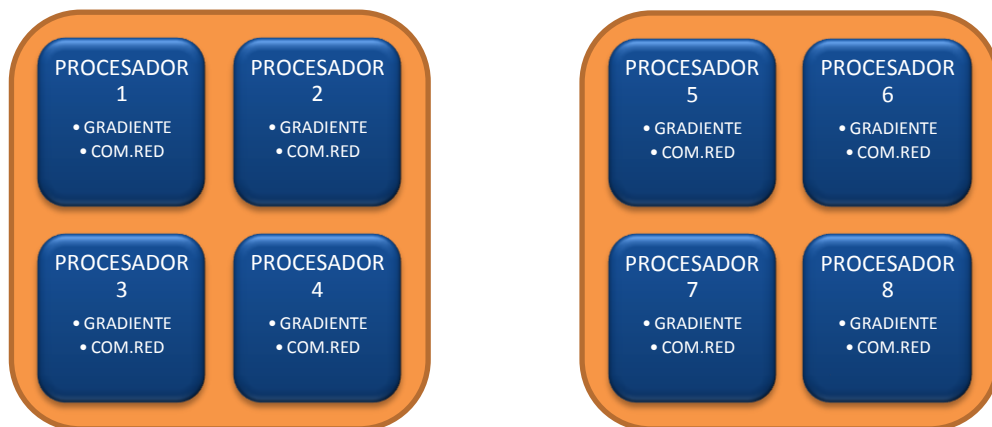 PROCESADOR
1
• GRADIENTE
• COM.RED
PROCESADOR
2
• GRADIENTE
• COM.RED
PROCESADOR
3
• GRADIENTE
• COM.RED
PROCESADOR
4
• GRADIENTE
• COM.RED
PROCESADOR
5
• GRADIENTE
• COM.RED
PROCESADOR
6
• GRADIENTE
• COM.RED
PROCESADOR
7
• GRADIENTE
• COM.RED
PROCESADOR
8
• GRADIENTE
• COM.RED